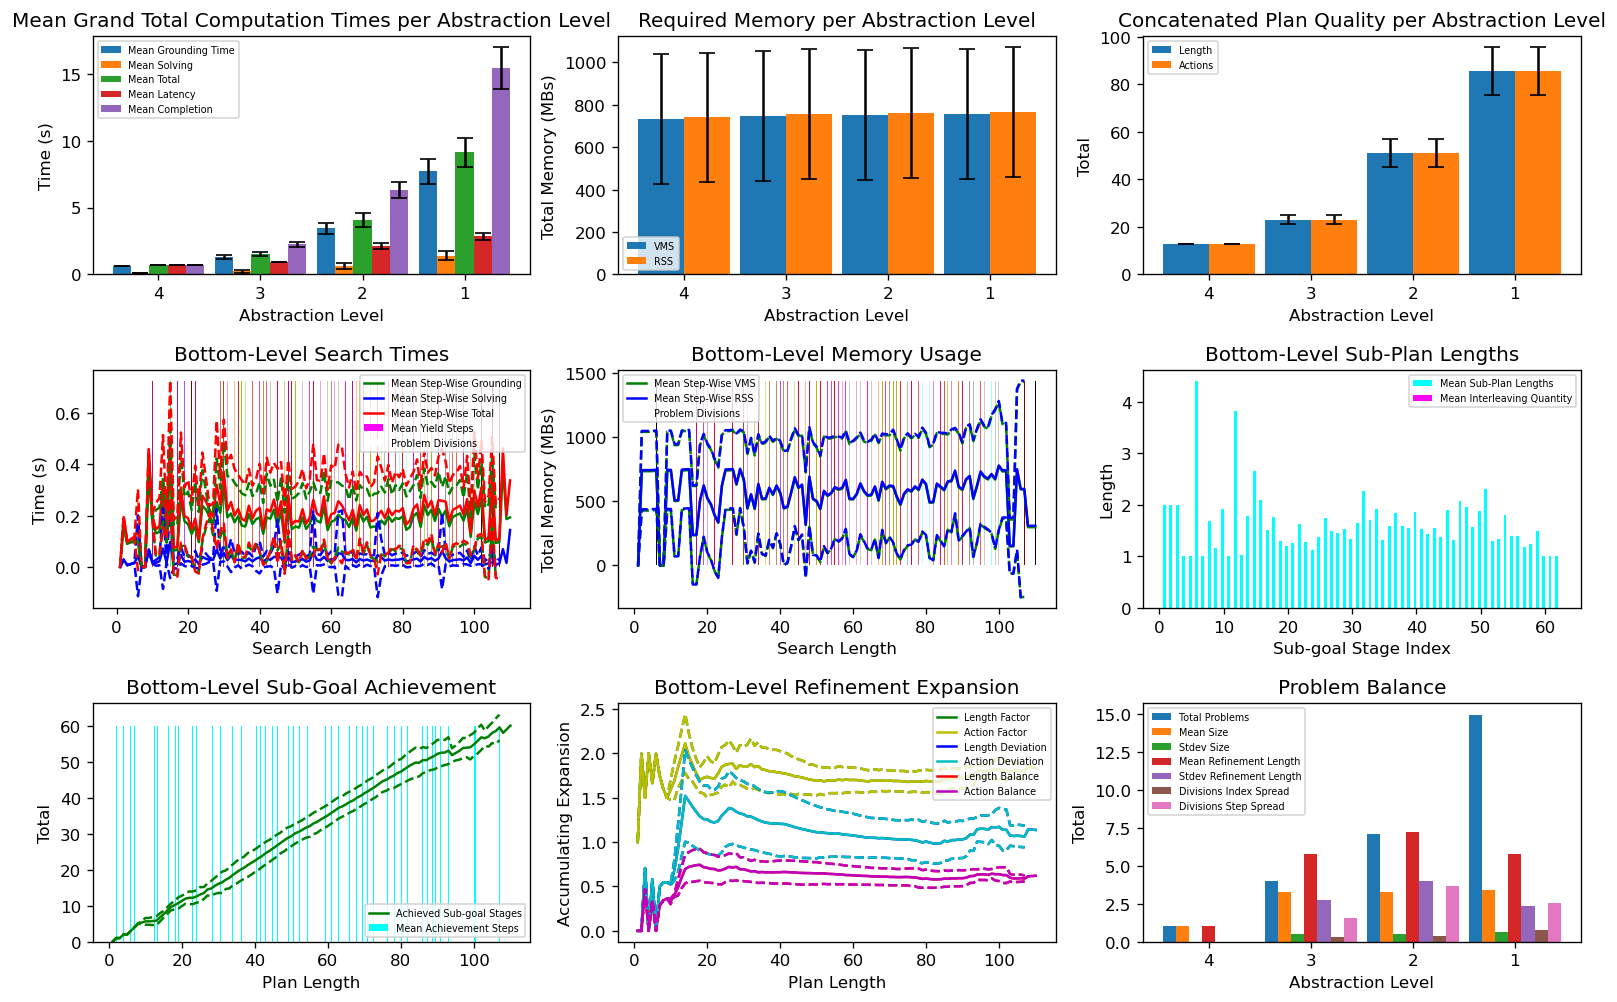 Mean Grand Total Computation Times per Abstraction Level
Time (s)
15
10
5
0
Mean Grounding Time
Mean Solving
Mean Total
Mean Latency
Mean Completion
4 3 2 1
Abstraction Level
Required Memory per Abstraction Level
Total Memory (MBs)
1000
800
600
400
200
0
VMS
RSS
4 3 2 1
Abstraction Level
Concatenated Plan Quality per Abstraction Level
Total
100
80
60
40
20
0
Length
Actions
4 3 2 1
Abstraction Level
Bottom-Level Search Times
Time (s)
0.6
0.4
0.2
0.0
Mean Step-Wise Grounding
Mean Step-Wise Solving
Mean Step-Wise Total
Mean Yield Steps
Problem Divisions
0 20 40 60 80 100
Search Length
Bottom-Level Memory Usage
Total Memory (MBs)
1500
1000
500
0
Mean Step-Wise VMS
Mean Step-Wise RSS
Problem Divisions
0 20 40 60 80 100
Search Length
Bottom-Level Sub-Plan Lengths
Length
4
3
2
1
0
Mean Sub-Plan Lengths
Mean Interleaving Quantity
0 10 20 30 40 50 60
Sub-goal Stage Index
Bottom-Level Sub-Goal Achievement
Total
60
50
40
30
20
10
0
Achieved Sub-goal Stages
Mean Achievement Steps
0 20 40 60 80 100
Plan Length
Bottom-Level Refinement Expansion
Accumulating Expansion
2.5
2.0
1.5
1.0
0.5
0.0
Length Factor
Action Factor
Length Deviation
Action Deviation
Length Balance
Action Balance
0 20 40 60 80 100
Plan Length
Problem Balance
Total
15.0
12.5
10.0
7.5
5.0
2.5
0.0
Total Problems
Mean Size
Stdev Size
Mean Refinement Length
Stdev Refinement Length
Divisions Index Spread
Divisions Step Spread
4 3 2 1
Abstraction Level